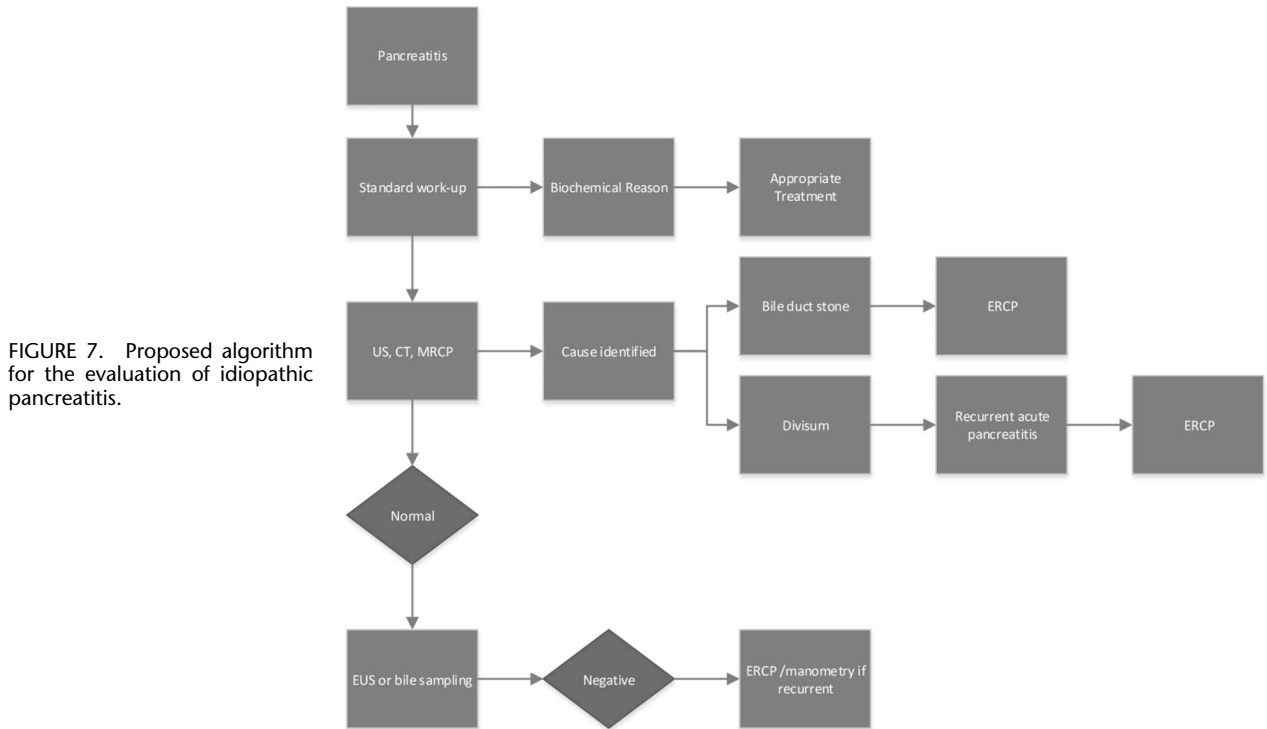 Pancreatitis
Standard work-up
Biochemical Reason
Appropriate
Treatment
US, CT, MRCP
Cause identified
Bile duct stone
ERCP
Divisum
Recurrent acute
pancreatitis
ERCP
Normal
EUS or bile sampling
Negative
ERCP /manometry if
recurrent
FIGURE 7. Proposed algorithm
for the evaluation of idiopathic
pancreatitis.